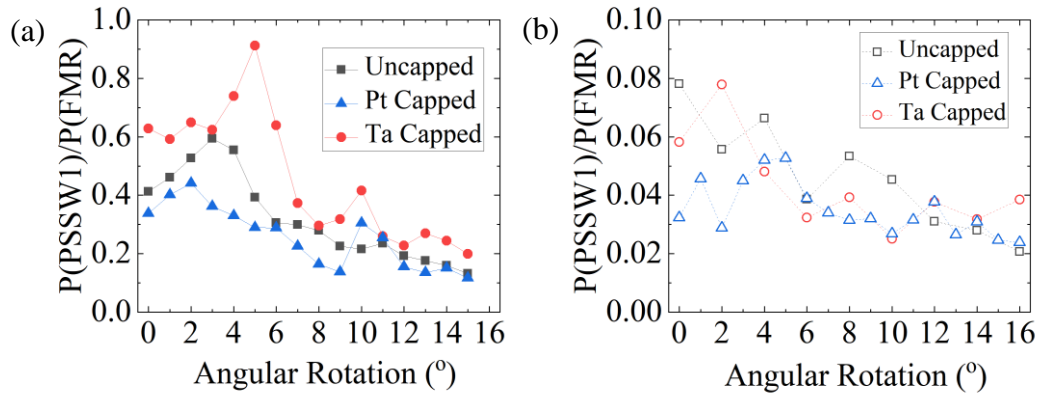 (a)
P(PSSW1)/P(FMR)
1.0
0.8
0.6
0.4
0.2
0.0
Uncapped
Pt Capped
Ta Capped
0 2 4 6 8 10 12 14 16
Angular Rotation (°)
(b)
P(PSSW1)/P(FMR)
0.10
0.08
0.06
0.04
0.02
0.00
Uncapped
Pt Capped
Ta Capped
0 2 4 6 8 10 12 14 16
Angular Rotation (°)